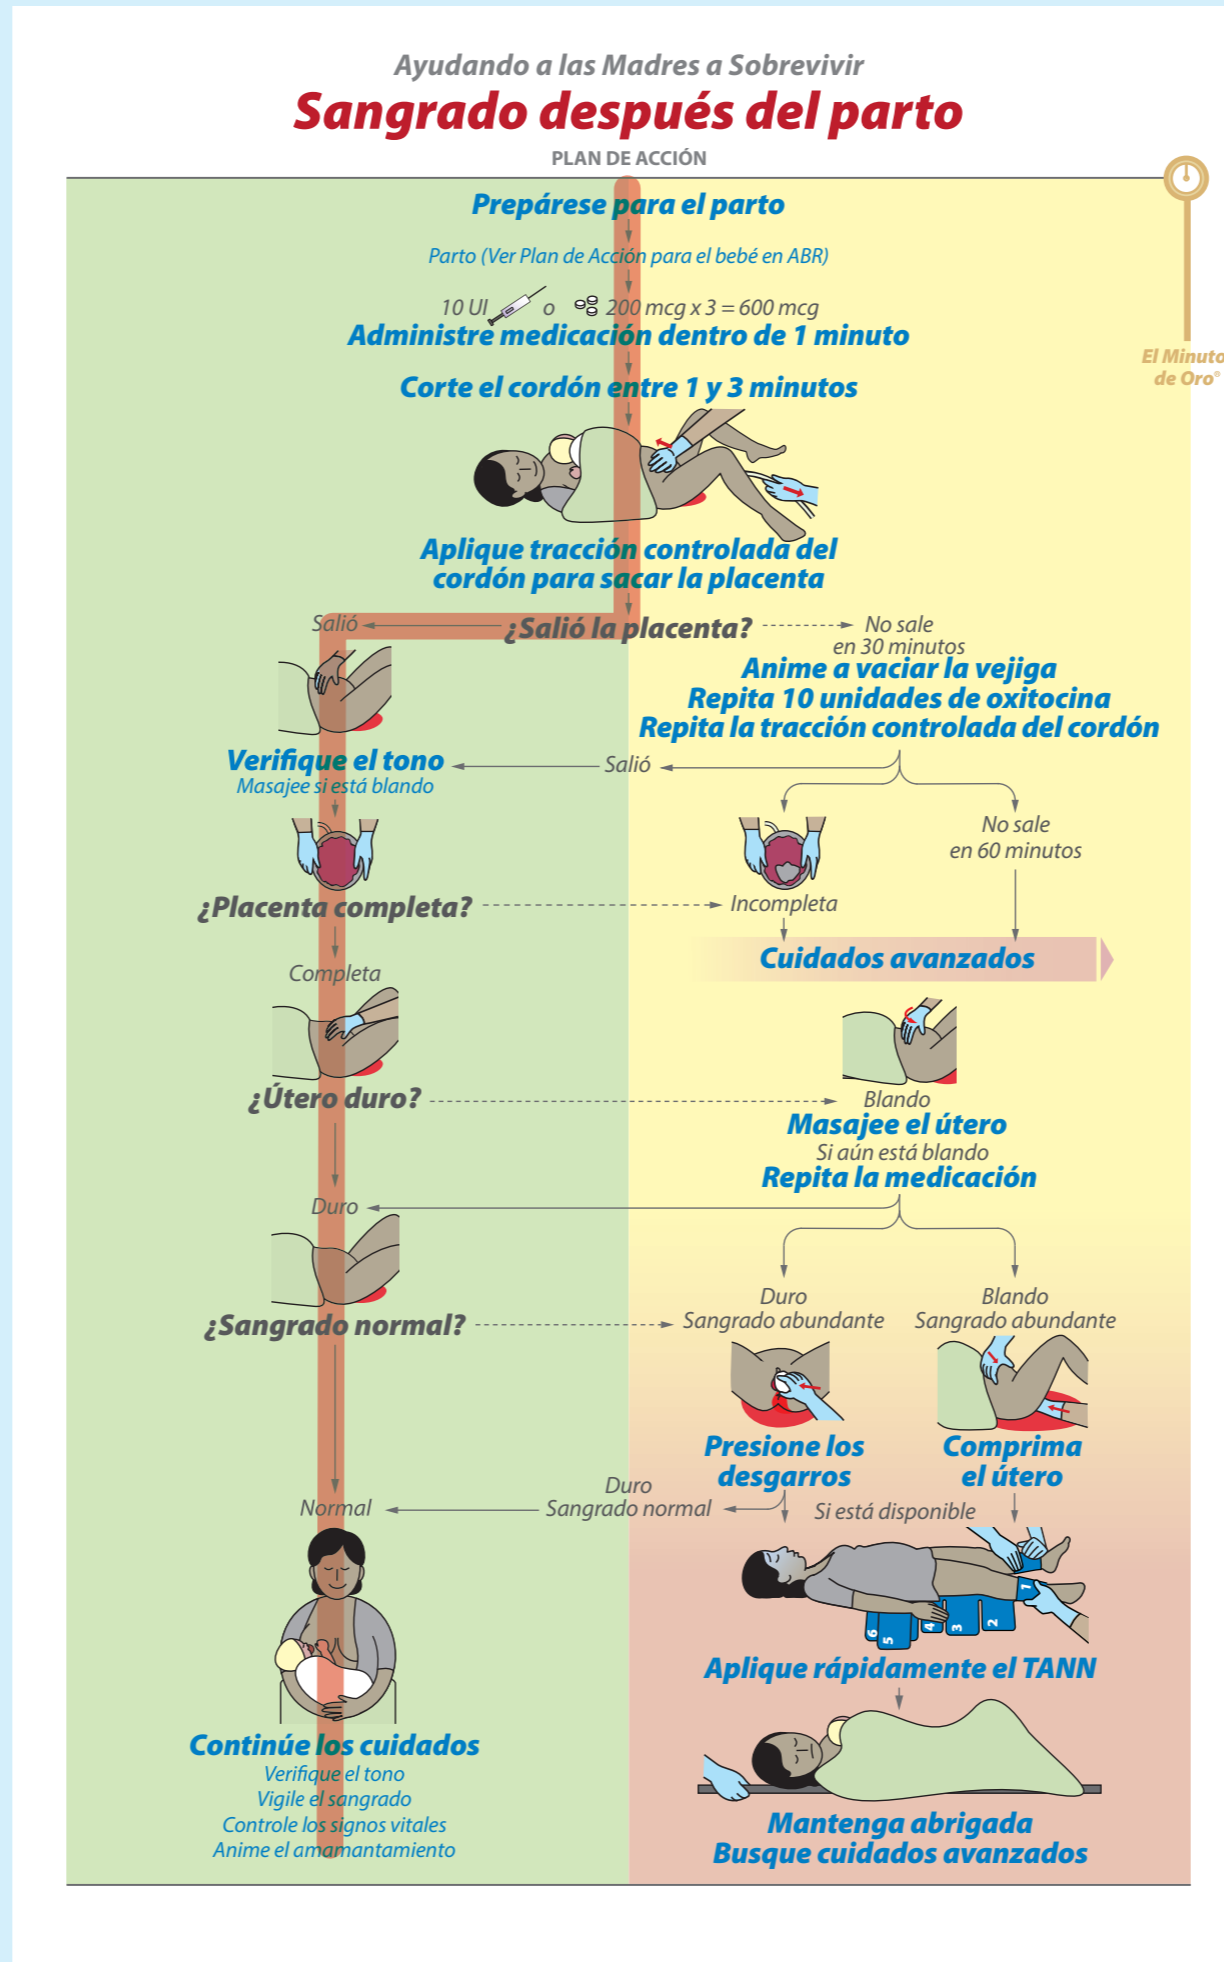 Ayudando a las Madres a Sobrevivir
Sangrado después del parto
PLAN DE ACCIÓN
Prepárese para el parto
Parto (Ver Plan de Acción para el bebé en ABR)
10 UI o 200 mcg x 3 = 600 mcg
Administre medicación dentro de 1 minuto
El Minuto
de Oro®
Corte el cordón entre 1 y 3 minutos
Aplique tracción controlada del
cordón para sacar la placenta
Salió
¿Salió la placenta?
No sale
en 30 minutos
Anime a vaciar la vejiga
Repita 10 unidades de oxitocina
Repita la tracción controlada del cordón
Verifique el tono
Masajee si está blando
Salió
No sale
en 60 minutos
¿Placenta completa?
Incompleta
Cuidados avanzados
Completa
¿Útero duro?
Blando
Masajee el útero
Si aún está blando
Repita la medicación
Duro
¿Sangrado normal?
Duro
Sangrado abundante
Blando
Sangrado abundante
Presione los
desgarros
Comprima
el útero
Duro
Sangrado normal
Normal
Si está disponible
6 5 4 3 2 1
Aplique rápidamente el TANN
Continúe los cuidados
Verifique el tono
Vigile el sangrado
Controle los signos vitales
Anime el amamantamiento
Mantenga abrigada
Busque cuidados avanzados